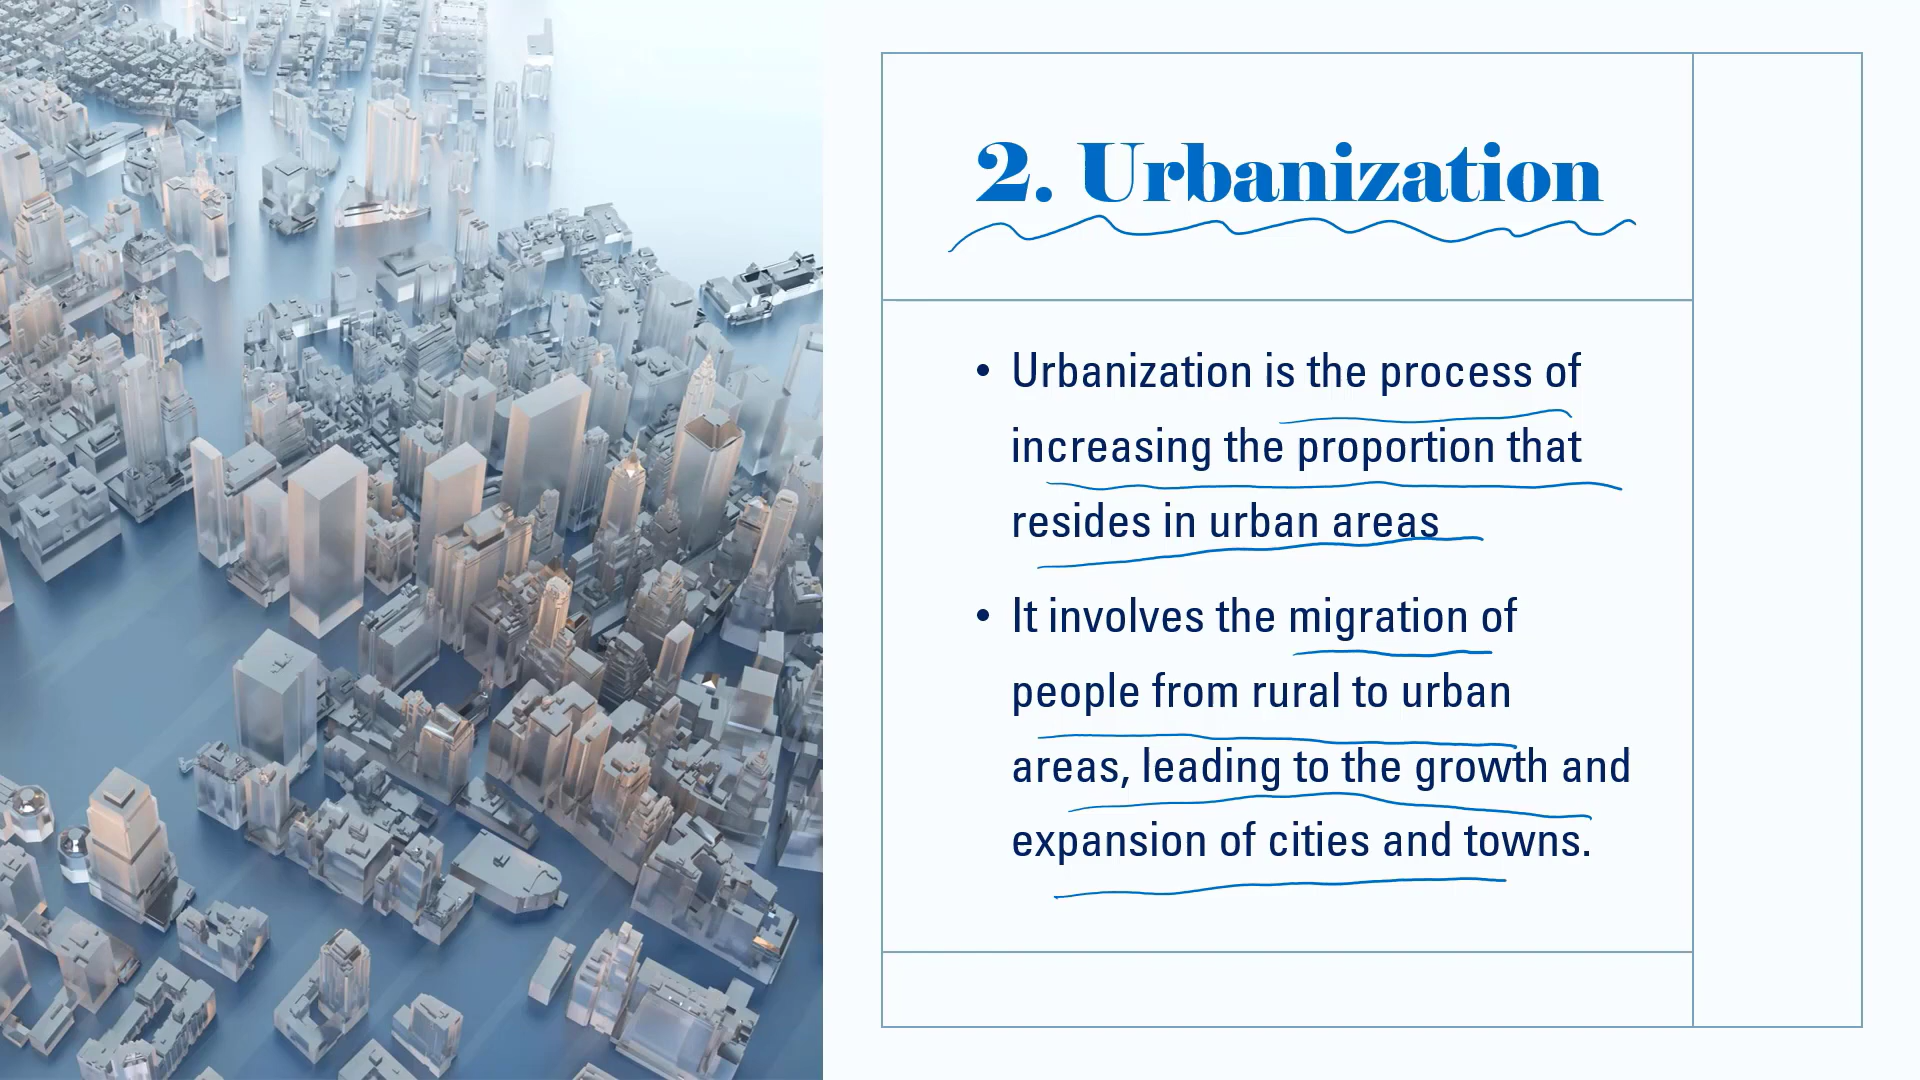 2. Urbanization
• Urbanization is the process of
increasing the proportion that
resides in urban areas
• It involves the migration of
people from rural to urban
areas, leading to the growth and
expansion of cities and towns.